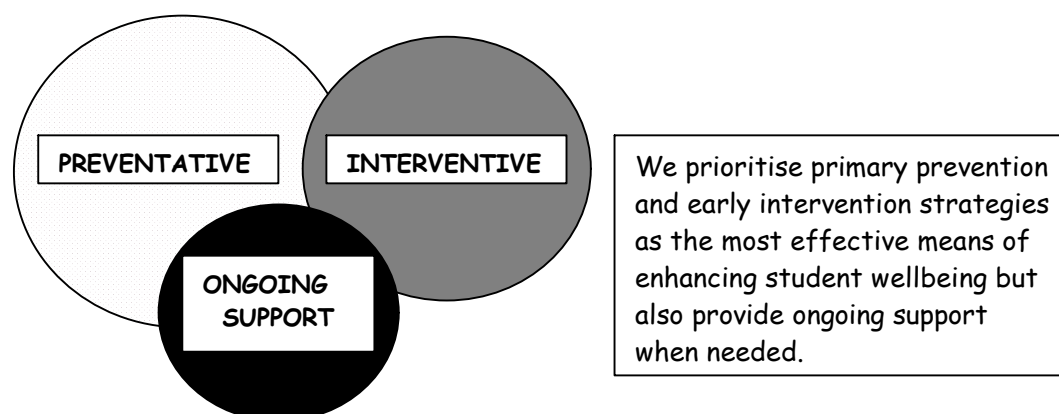 PREVENTATIVE
INTERVENTIVE
ONGOING
SUPPORT
We prioritise primary prevention
and early intervention strategies
as the most effective means of
enhancing student wellbeing but
also provide ongoing support
when needed.